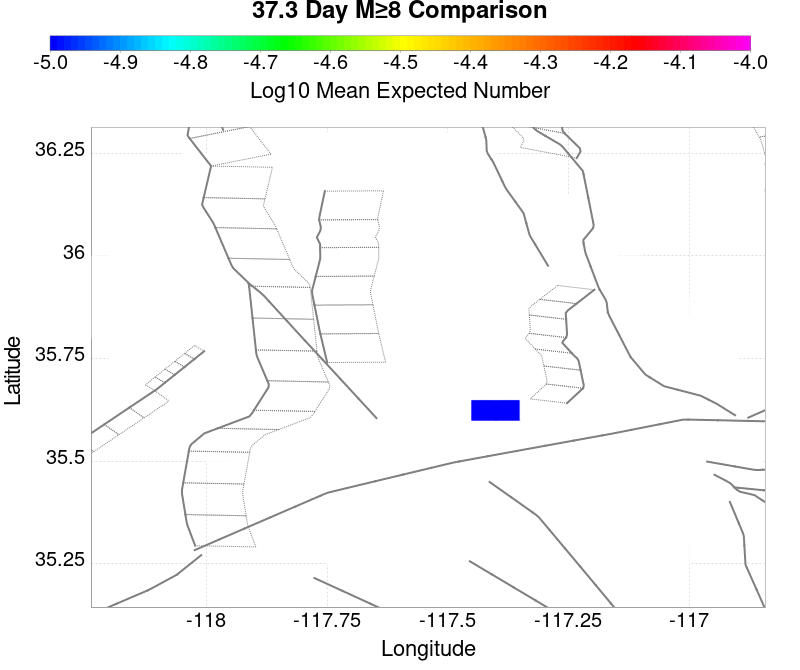 37.3 Day M≥8 Comparison
-5.0 -4.9 -4.8 -4.7 -4.6 -4.5 -4.4 -4.3 -4.2 -4.1 -4.0
Log10 Mean Expected Number
36.25
36
35.75
35.5
35.25
Latitude
-118 -117.75 -117.5 -117.25 -117
Longitude